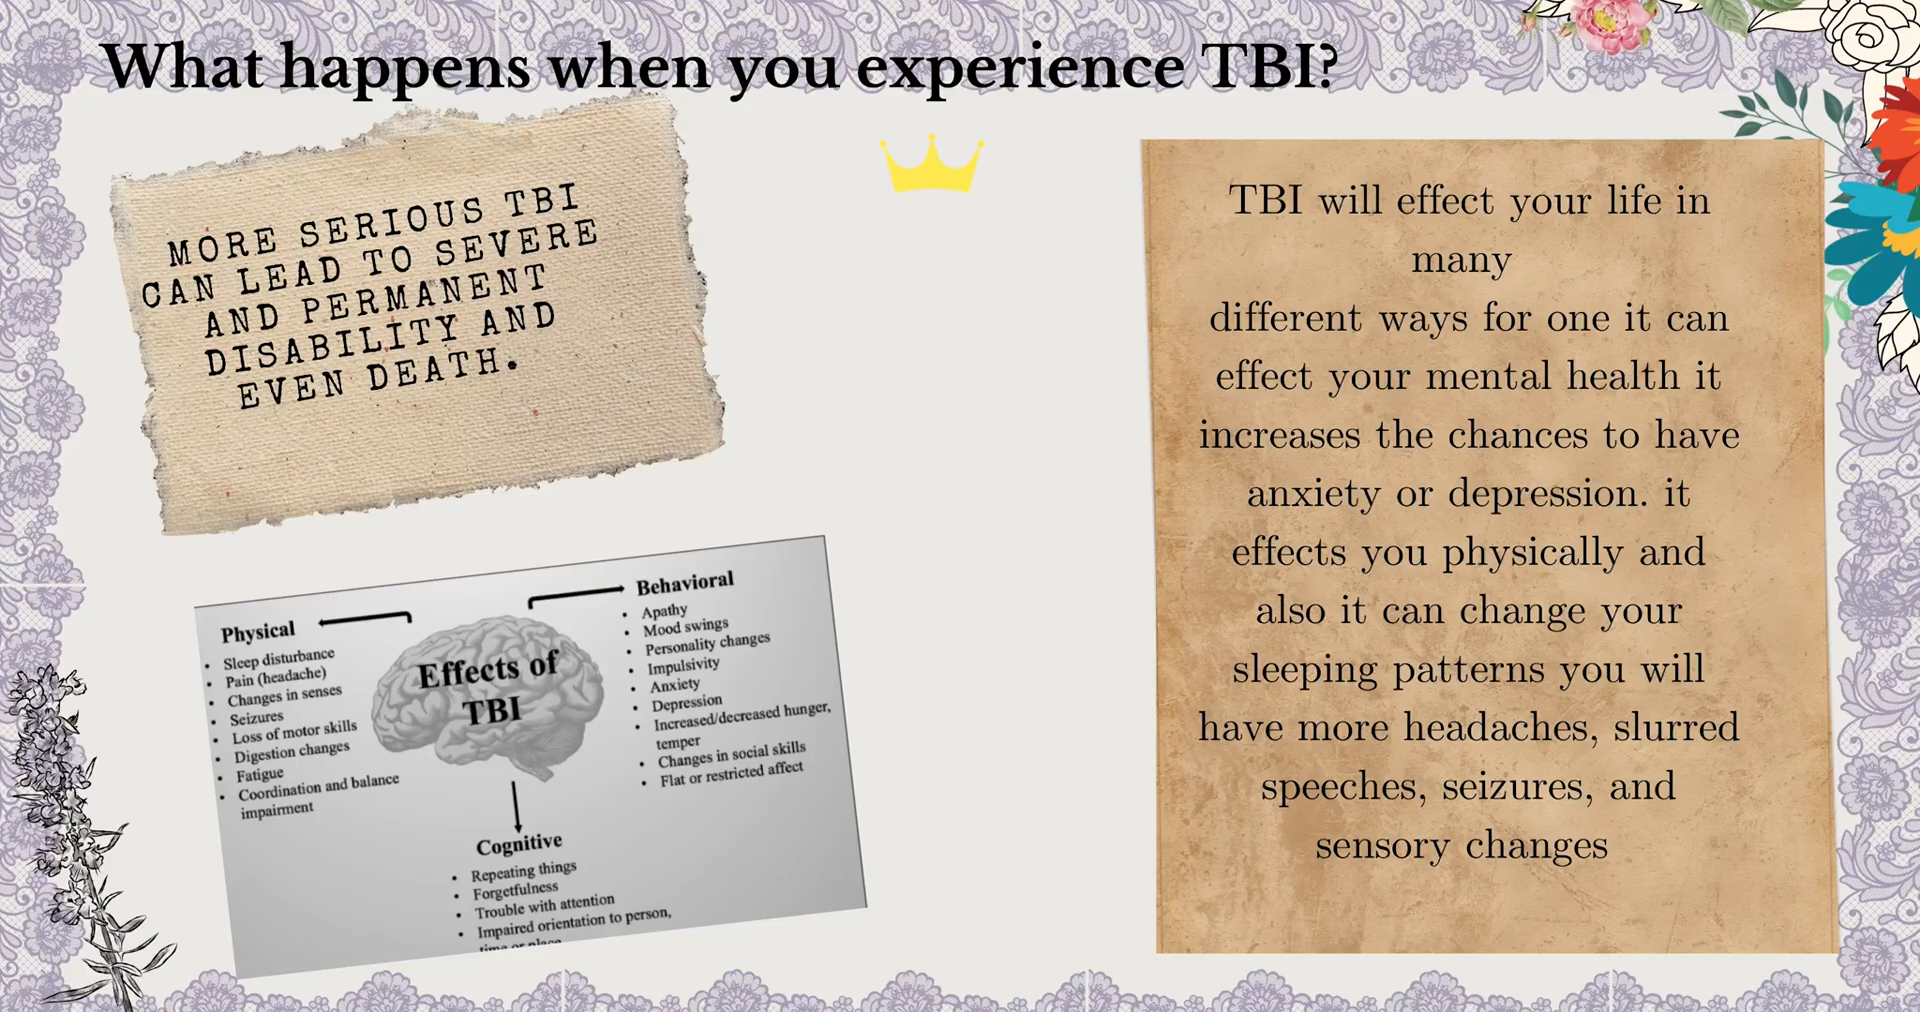 What happens when you experience TBI?
MORE SERIOUS TBI
CAN LEAD TO SEVERE
AND PERMANENT
DISABILITY AND
EVEN DEATH.
TBI will effect your life in
many
different ways for one it can
effect your mental health it
increases the chances to have
anxiety or depression. it
effects you physically and
also it can change your
sleeping patterns you will
have more headaches, slurred
speeches, seizures, and
sensory changes
Effects of
TBI
Physical
• Sleep disturbance
• Pain (headache)
• Changes in senses
• Seizures
• Loss of motor skills
• Digestion changes
• Fatigue
• Coordination and balance
impairment
Behavioral
• Apathy
• Mood swings
• Personality changes
• Impulsivity
• Anxiety
• Depression
• Increased/decreased hunger,
temper
• Changes in social skills
• Flat or restricted affect
Cognitive
• Repeating things
• Forgetfulness
• Trouble with attention
• Impaired orientation to person,
time or place